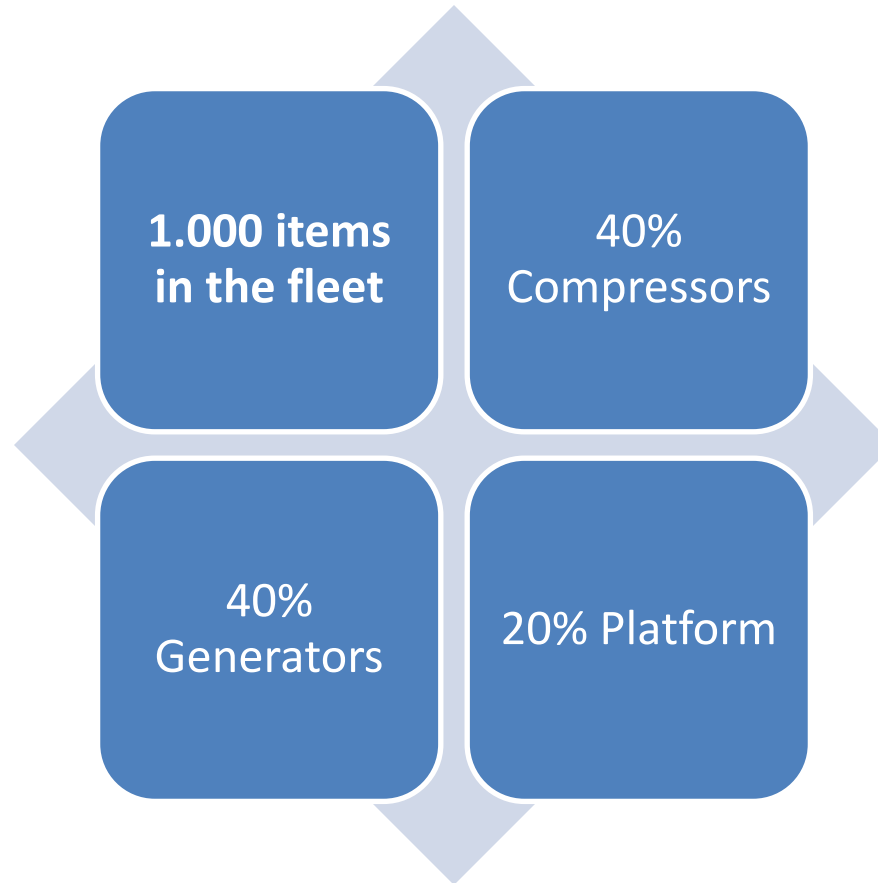 1.000 items
in the fleet
40%
Compressors
40%
Generators
20% Platform